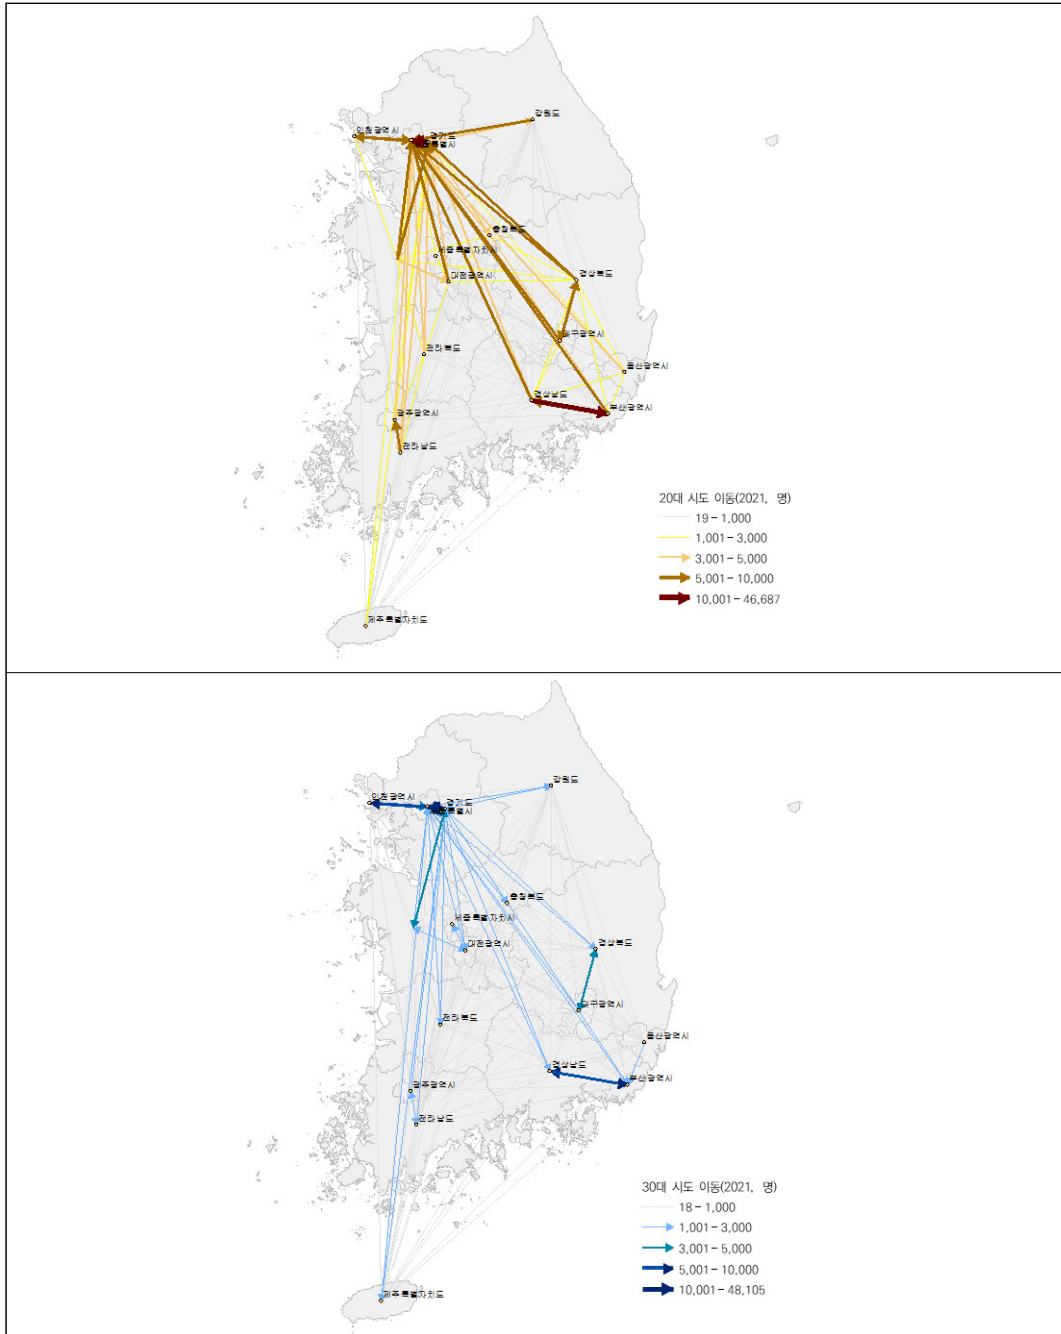 강원도
인천광역시
경기도
특별시
충청북도
세종특별자치시
대전광역시
경상북도
대구광역시
전라북도
울산광역시
경상남도
부산광역시
광주광역시
전라남도
제주특별자치도
20대 시도 이동(2021, 명)
19 – 1,000
1,001 – 3,000
3,001 – 5,000
5,001 – 10,000
10,001 – 46,687
강원도
인천광역시
경기도
특별시
충청북도
세종특별자치시
대전광역시
경상북도
대구광역시
전라북도
울산광역시
경상남도
부산광역시
광주광역시
전라남도
제주특별자치도
30대 시도 이동(2021, 명)
18 – 1,000
1,001 – 3,000
3,001 – 5,000
5,001 – 10,000
10,001 – 48,105